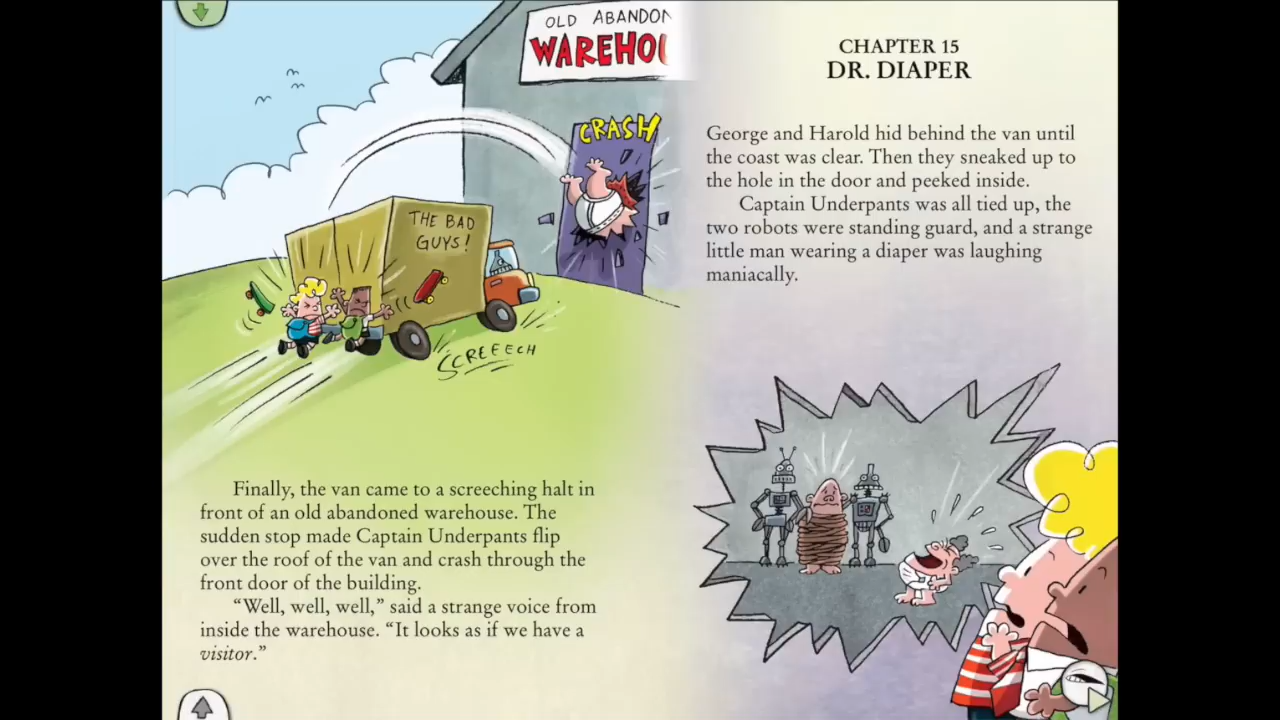 OLD ABANDON
WAREHOU
CRASH
THE BAD
GUYS!
SCREEECH
Finally, the van came to a screeching halt in
front of an old abandoned warehouse. The
sudden stop made Captain Underpants flip
over the roof of the van and crash through the
front door of the building.
“Well, well, well,” said a strange voice from
inside the warehouse. “It looks as if we have a
visitor.”
CHAPTER 15
DR. DIAPER
George and Harold hid behind the van until
the coast was clear. Then they sneaked up to
the hole in the door and peeked inside.
Captain Underpants was all tied up, the
two robots were standing guard, and a strange
little man wearing a diaper was laughing
maniacally.